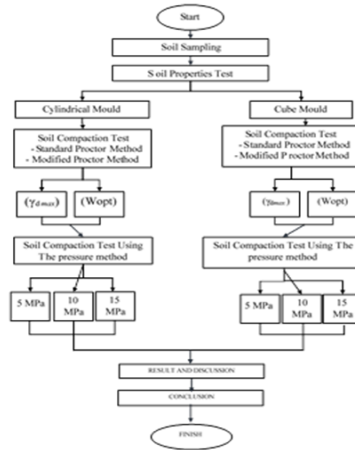 Start
Soil Sampling
S oil Properties Test
Cylindrical Mould
Cube Mould
Soil Compaction Test
- Standard Proctor Method
- Modified Proctor Method
Soil Compaction Test
- Standard Proctor Method
- Modified P roctor Method
(γdmax)
(Wopt)
(γdmax)
(Wopt)
Soil Compaction Test Using
The pressure method
Soil Compaction Test Using The
pressure method
5 MPa
10
MPa
15
MPa
5 MPa
10
MPa
15
MPa
RESULT AND DISCUSSION
CONCLUSION
FINISH